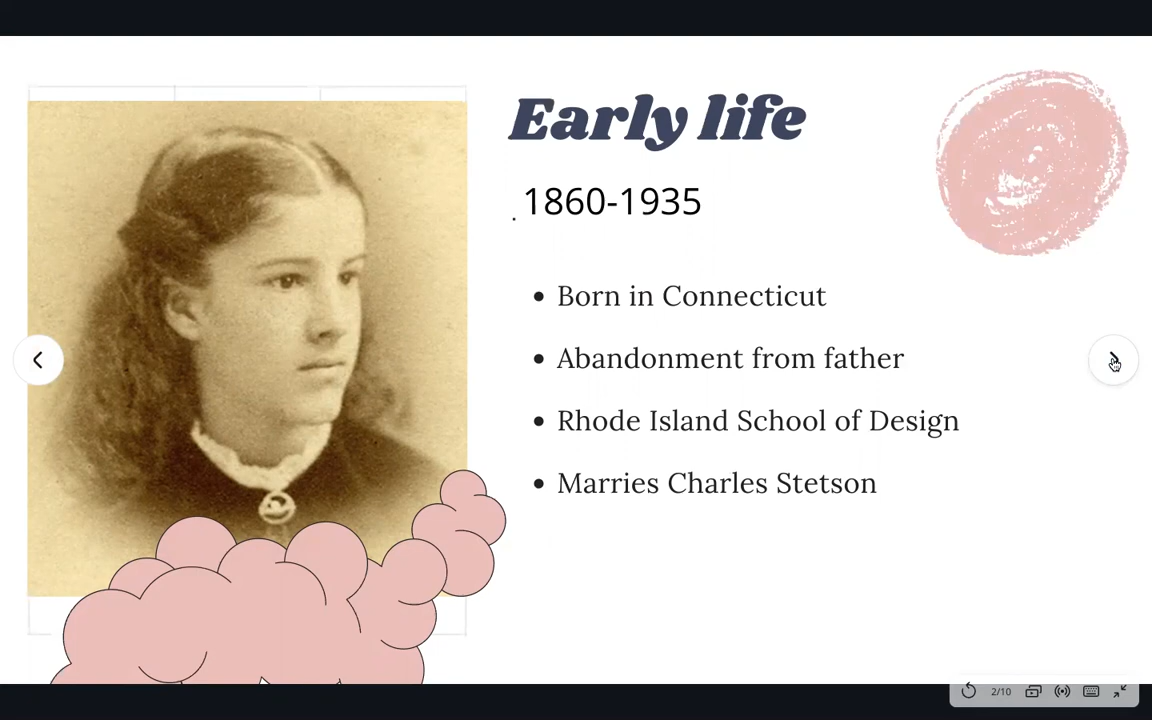 Early life
. 1860-1935
• Born in Connecticut
• Abandonment from father
• Rhode Island School of Design
• Marries Charles Stetson
2/10